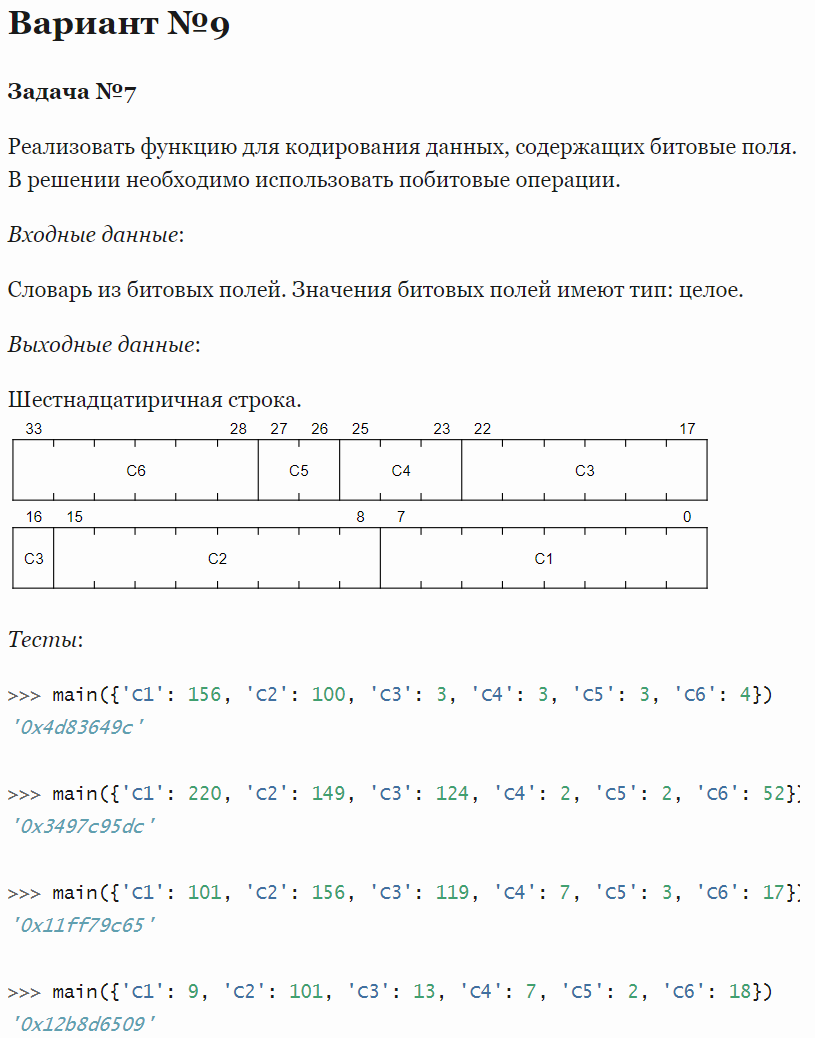 Вариант №9
Задача №7
Реализовать функцию для кодирования данных, содержащих битовые поля.
В решении необходимо использовать побитовые операции.
Входные данные:
Словарь из битовых полей. Значения битовых полей имеют тип: целое.
Выходные данные:
Шестнадцатиричная строка.
33 28 27 26 25 23 22 17
C6 C5 C4 C3
16 15 8 7 0
C3 C2 C1
Тесты:
>>> main({'c1': 156, 'c2': 100, 'c3': 3, 'c4': 3, 'c5': 3, 'c6': 4})
'0x4d83649c'
>>> main({'c1': 220, 'c2': 149, 'c3': 124, 'c4': 2, 'c5': 2, 'c6': 52})
'0x3497c95dc'
>>> main({'c1': 101, 'c2': 156, 'c3': 119, 'c4': 7, 'c5': 3, 'c6': 17})
'0x11ff79c65'
>>> main({'c1': 9, 'c2': 101, 'c3': 13, 'c4': 7, 'c5': 2, 'c6': 18})
'0x12b8d6509'